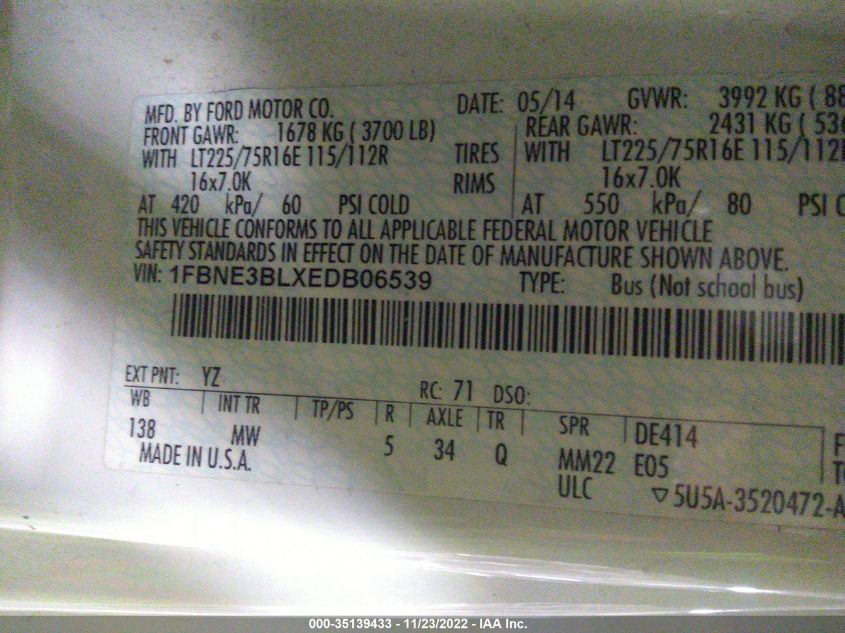 MFD. BY FORD MOTOR CO. DATE: 05/14 GVWR: 3992 KG ( 88
FRONT GAWR: 1678 KG ( 3700 LB) REAR GAWR: 2431 KG ( 536
WITH LT225/75R16E 115/112R TIRES WITH LT225/75R16E 115/112R
16x7.0K RIMS 16x7.0K
AT 420 kPa/ 60 PSI COLD AT 550 kPa/ 80 PSI C
THIS VEHICLE CONFORMS TO ALL APPLICABLE FEDERAL MOTOR VEHICLE
SAFETY STANDARDS IN EFFECT ON THE DATE OF MANUFACTURE SHOWN ABOVE.
VIN: 1FBNE3BLXEDB06539 TYPE: Bus (Not school bus)
EXT PNT: YZ RC: 71 DSO:
WB INT TR TP/PS R AXLE TR SPR DE414
138 MW 5 34 Q MM22 E05
MADE IN U.S.A. ULC ▽5U5A-3520472-A
000-35139433 - 11/23/2022 - IAA Inc.